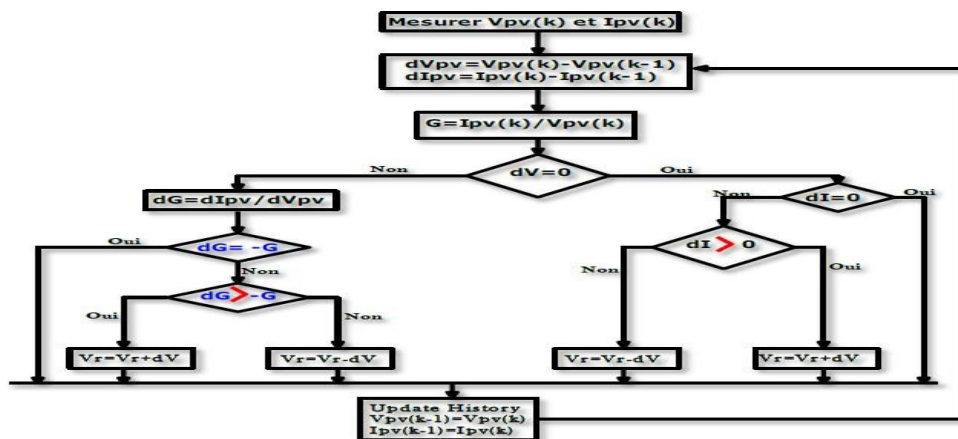 Mesurer Vpv(k) et Ipv(k)
dVpv=Vpv(k)-Vpv(k-1)
dIpv=Ipv(k)-Ipv(k-1)
G=Ipv(k)/Vpv(k)
Non
dV=0
Oui
dG=dIpv/dVpv
Non
dI=0
Oui
Oui
dG= -G
dI > 0
Non
Non
Oui
Oui
dG>-G
Non
Vr=Vr+dV
Vr=Vr-dV
Vr=Vr-dV
Vr=Vr+dV
Update History
Vpv(k-1)=Vpv(k)
Ipv(k-1)=Ipv(k)